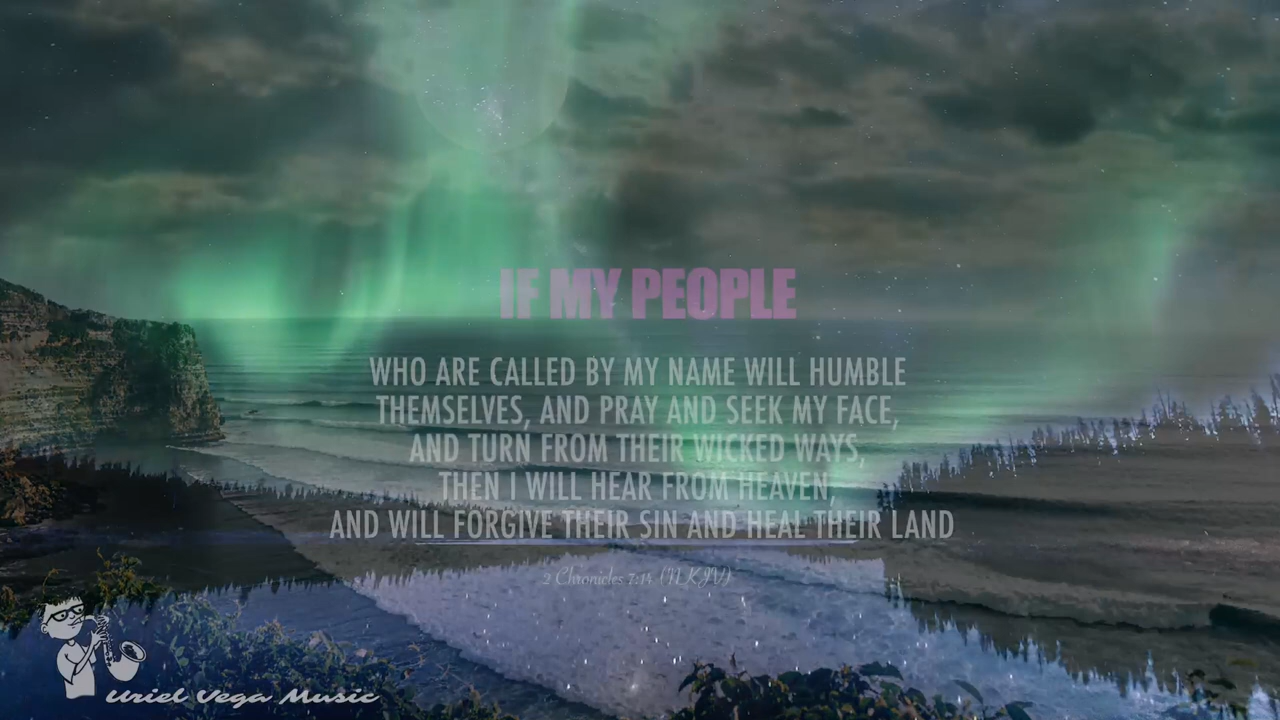 IF MY PEOPLE
WHO ARE CALLED BY MY NAME WILL HUMBLE
THEMSELVES, AND PRAY AND SEEK MY FACE,
AND TURN FROM THEIR WICKED WAYS,
THEN I WILL HEAR FROM HEAVEN,
AND WILL FORGIVE THEIR SIN AND HEAL THEIR LAND
2 Chronicles 7:14 (NKJV)
Uriel Vega Music